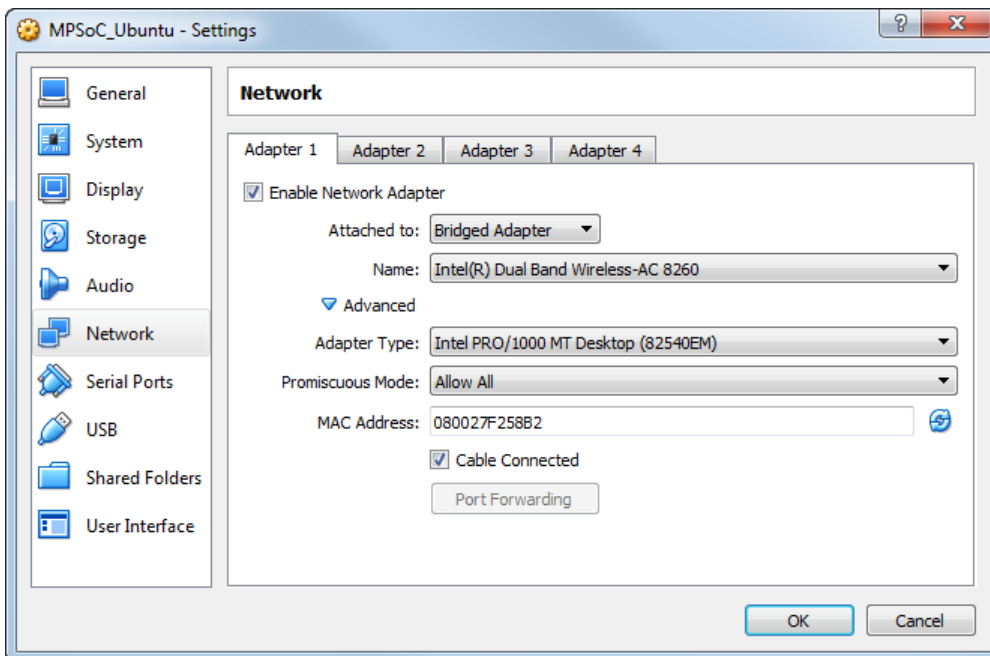 MPSoC_Ubuntu - Settings
?
X
General
System
Display
Storage
Audio
Network
Serial Ports
USB
Shared Folders
User Interface
Network
Adapter 1 Adapter 2 Adapter 3 Adapter 4
Enable Network Adapter
Attached to: Bridged Adapter
Name: Intel(R) Dual Band Wireless-AC 8260
Advanced
Adapter Type: Intel PRO/1000 MT Desktop (82540EM)
Promiscuous Mode: Allow All
MAC Address: 080027F258B2
Cable Connected
Port Forwarding
OK Cancel